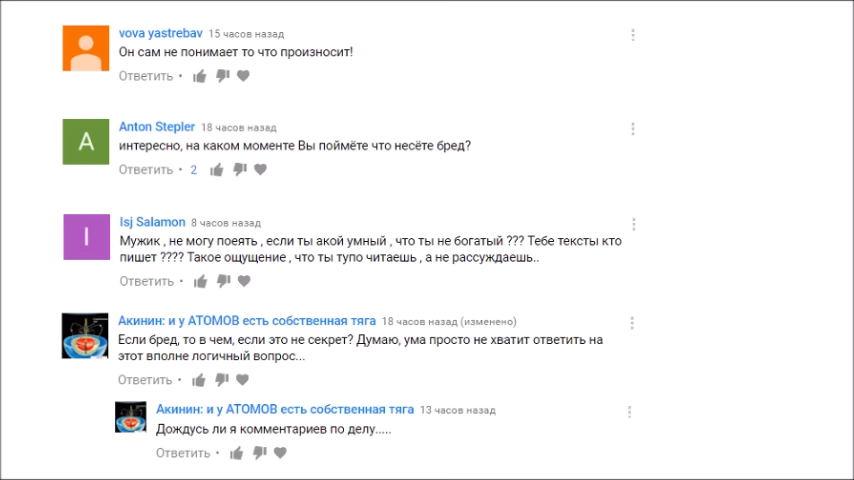 vova yastrebav 15 часов назад
Он сам не понимает то что произносит!
Ответить •
A
Anton Stepler 18 часов назад
интересно, на каком моменте Вы поймёте что несёте бред?
Ответить • 2
I
Isj Salamon 8 часов назад
Мужик , не могу поеять , если ты акой умный , что ты не богатый ??? Тебе тексты кто
пишет ???? Такое ощущение , что ты тупо читаешь , а не рассуждаешь..
Ответить •
Акинин: и у АТОМОВ есть собственная тяга 18 часов назад (изменено)
Если бред, то в чем, если это не секрет? Думаю, ума просто не хватит ответить на
этот вполне логичный вопрос...
Ответить •
Акинин: и у АТОМОВ есть собственная тяга 13 часов назад
Дождусь ли я комментариев по делу.....
Ответить •